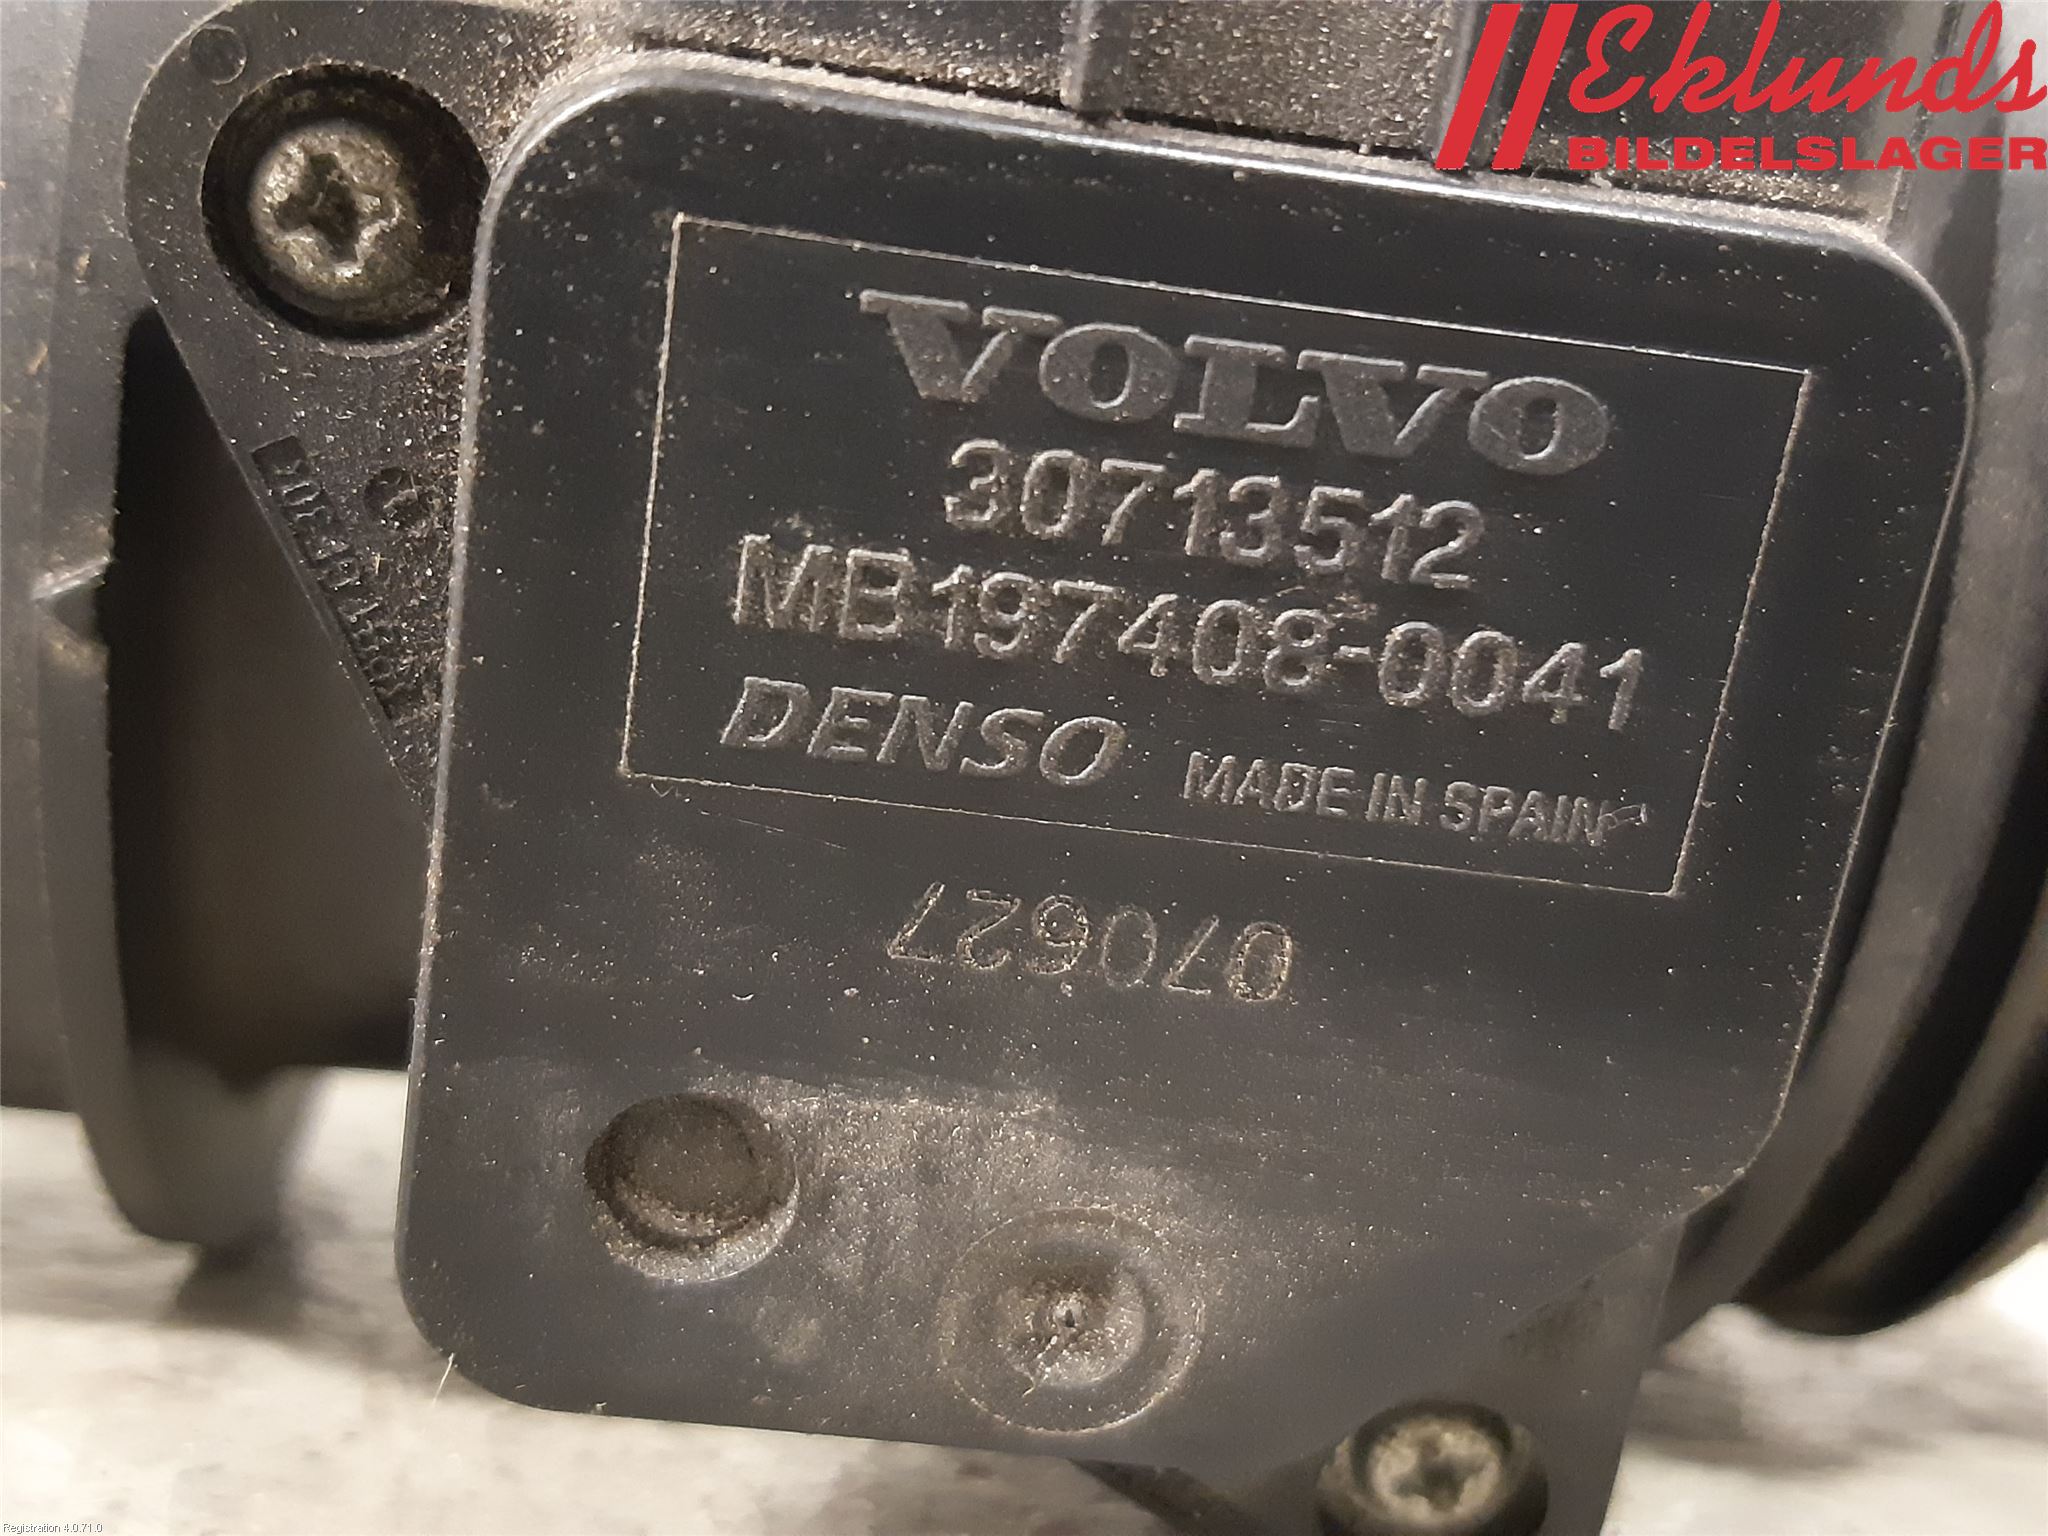 Eklunds
BILDELSLAGER
VOLVO
30713512
MB197408-0041
DENSO MADE IN SPAIN
070627
Registration 4.0.71.0